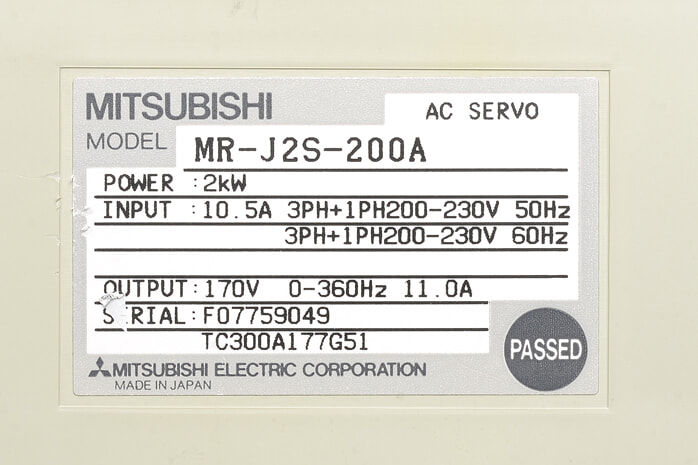 MITSUBISHI
AC SERVO
MODEL MR-J2S-200A
POWER :2kW
INPUT :10.5A 3PH+1PH200-230V 50Hz
3PH+1PH200-230V 60Hz
OUTPUT:170V 0-360Hz 11.0A
SERIAL:F07759049
TC300A177G51
PASSED
MITSUBISHI ELECTRIC CORPORATION
MADE IN JAPAN